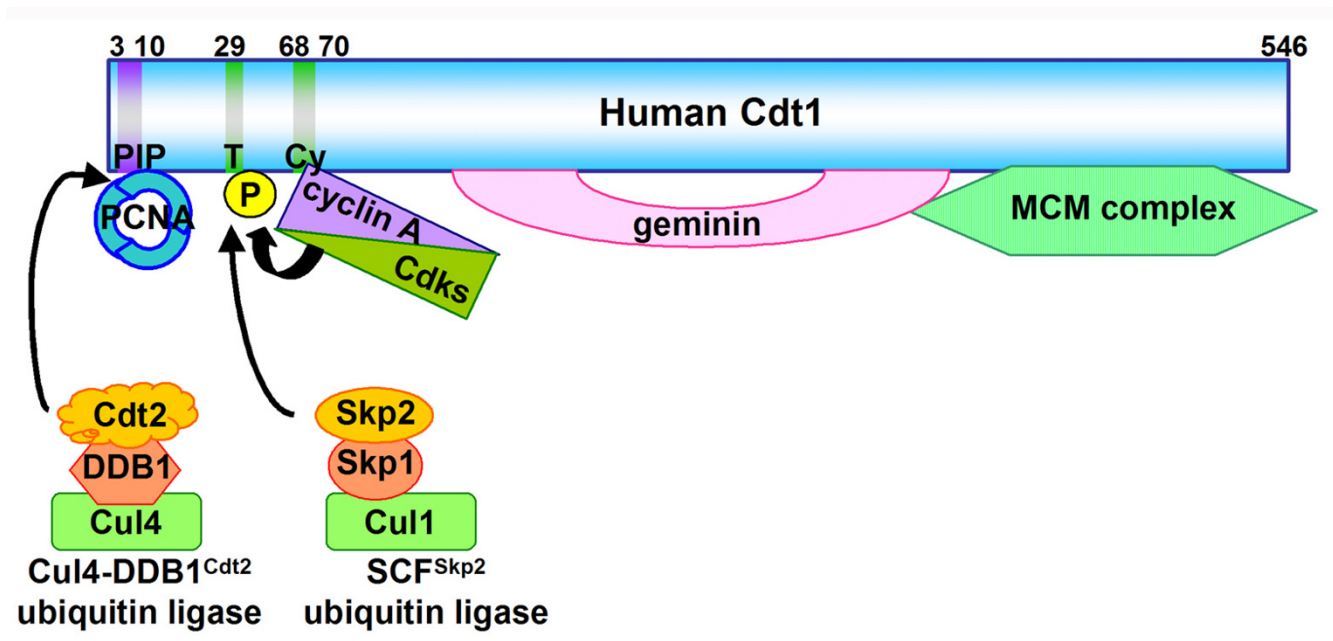 3 10 29 68 70 546
Human Cdt1
PIP T Cy
PCNA P cyclin A geminin MCM complex
Cdks
Cdt2 Skp2
DDB1 Skp1
Cul4 Cul1
Cul4-DDB1Cdt2 SCFSkp2
ubiquitin ligase ubiquitin ligase